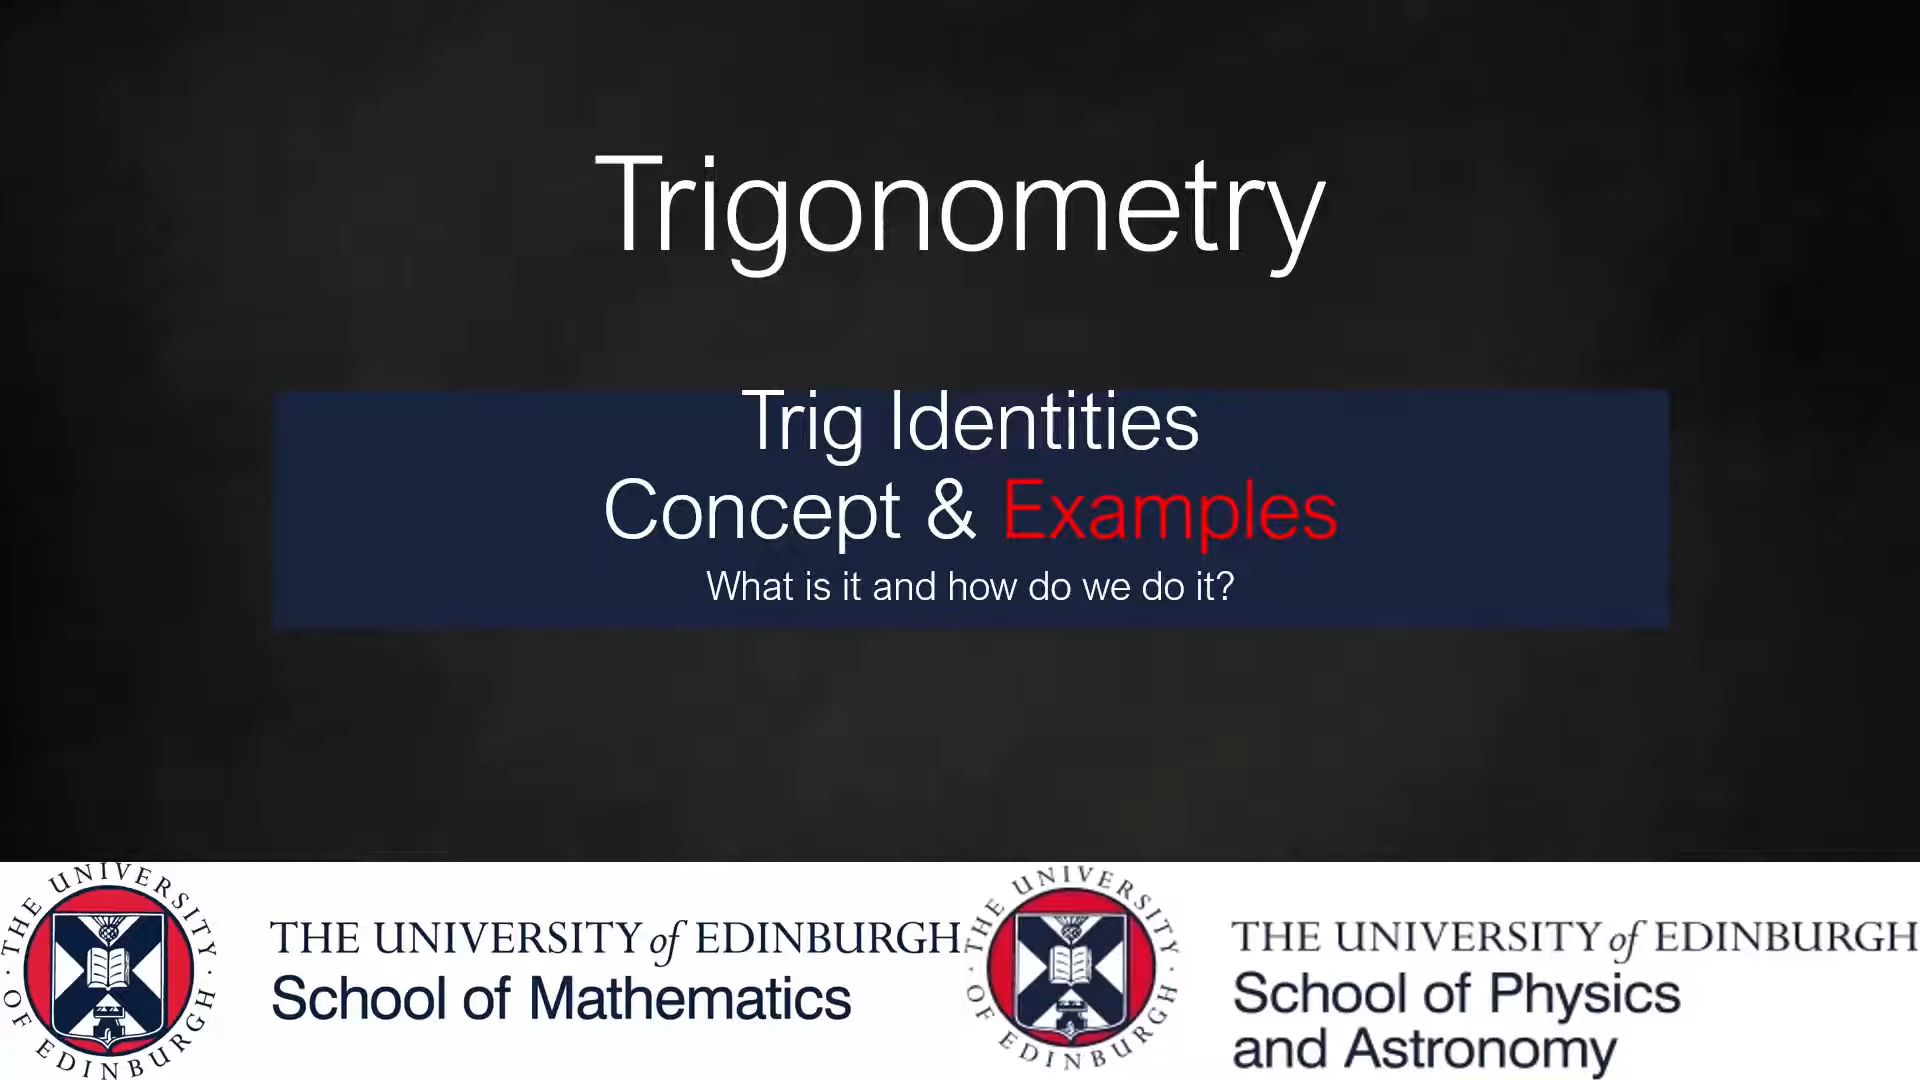 Trigonometry
Trig Identities
Concept & Examples
What is it and how do we do it?
THE UNIVERSITY OF EDINBURGH
THE UNIVERSITY of EDINBURGH
School of Mathematics
THE UNIVERSITY OF EDINBURGH
THE UNIVERSITY of EDINBURGH
School of Physics
and Astronomy